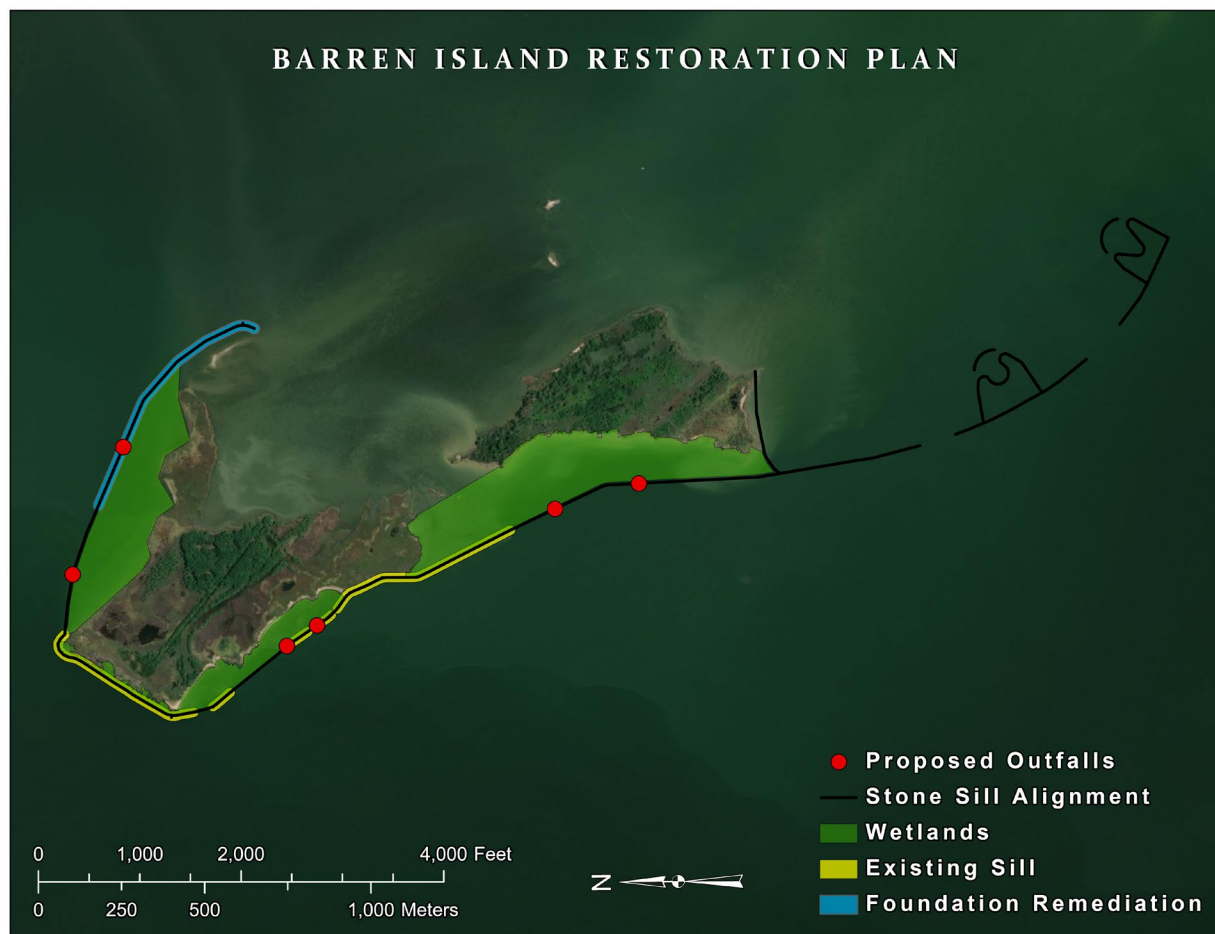 BARREN ISLAND RESTORATION PLAN
Proposed Outfalls
Stone Sill Alignment
Wetlands
Existing Sill
Foundation Remediation
0 1,000 2,000 4,000 Feet
0 250 500 1,000 Meters
N